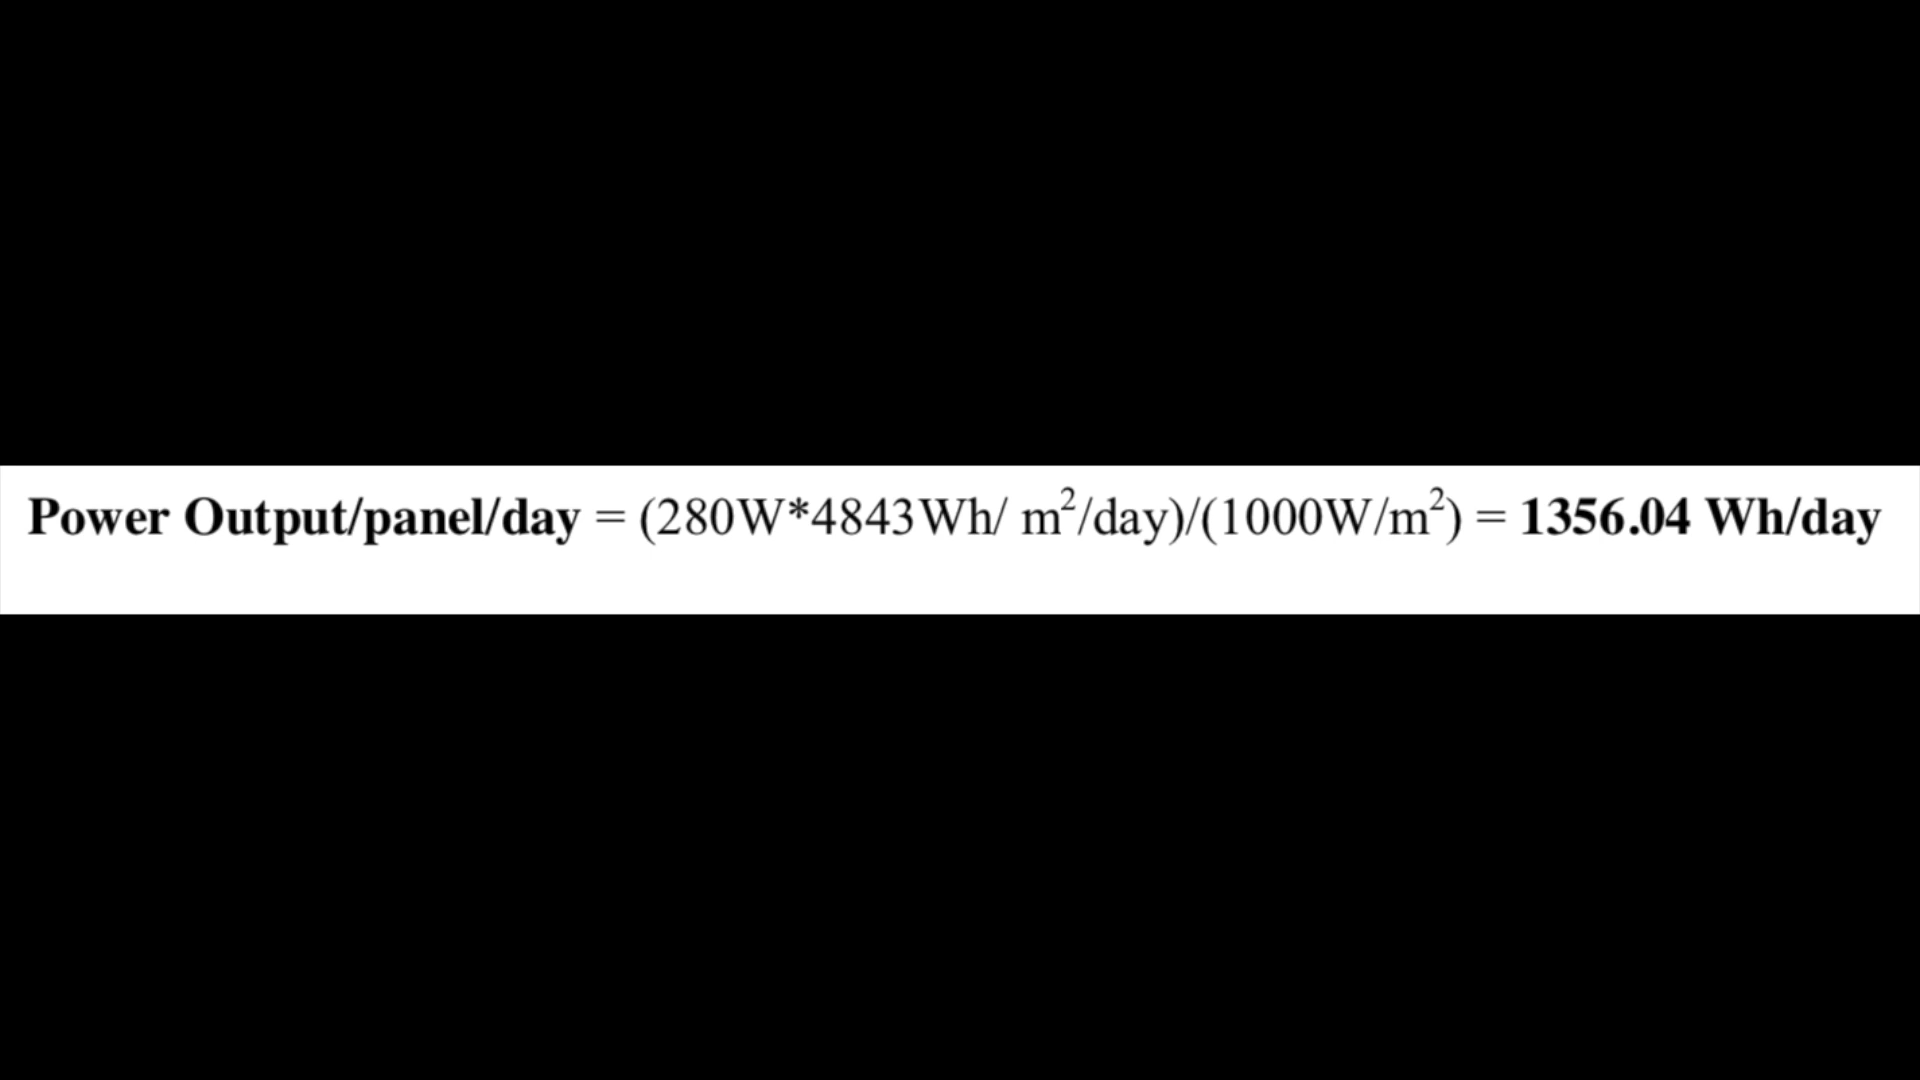 Power Output/panel/day = (280W*4843Wh/ m²/day)/(1000W/m²) = 1356.04 Wh/day